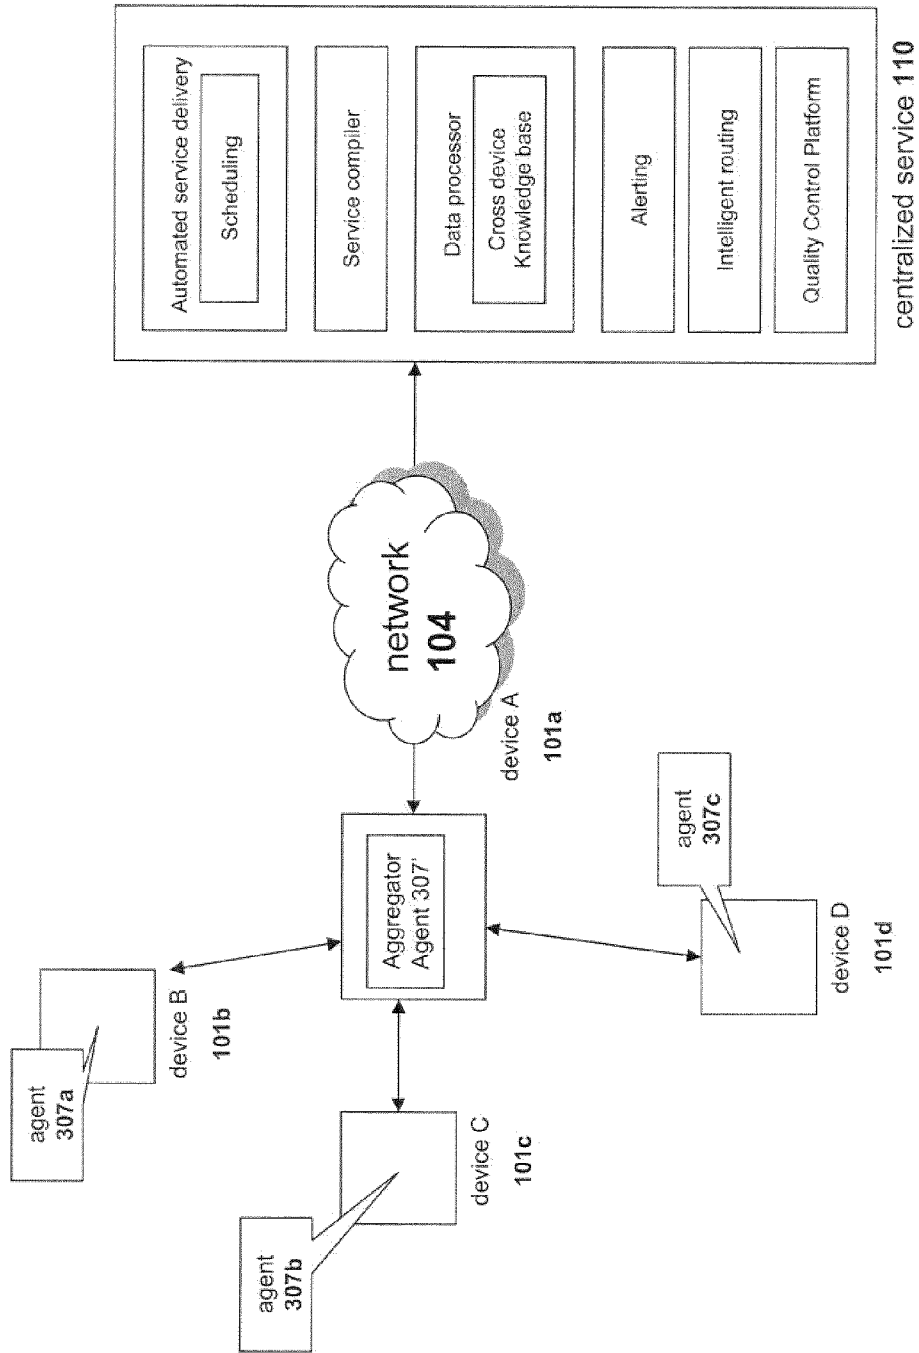 Automated service delivery
Scheduling
Service compiler
Data processor
Cross device
Knowledge base
Alerting
Intelligent routing
Quality Control Platform
centralized service 110
network
104
device A
101a
Aggregator
Agent 307'
agent
307a
device B
101b
agent
307b
device C
101c
agent
307c
device D
101d